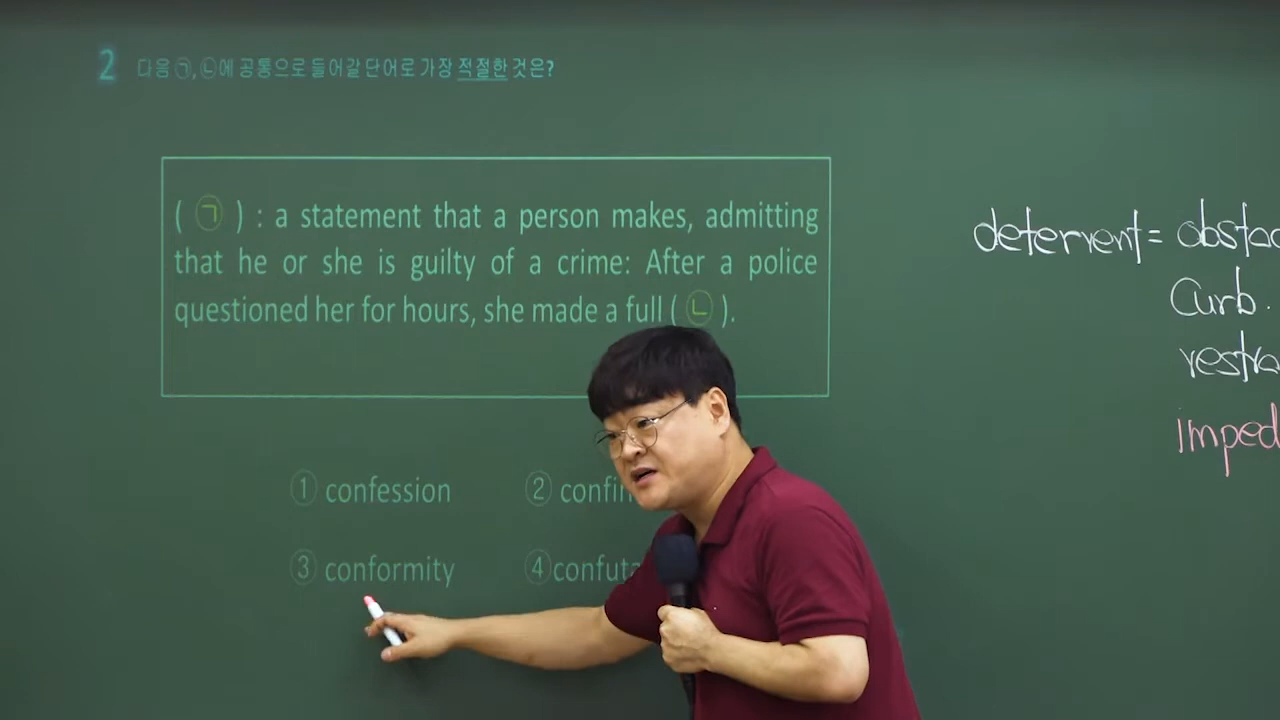 2 다음 ㉠, ㉡에 공통으로 들어갈 단어로 가장 적절한 것은?
( ㉠ ) : a statement that a person makes, admitting
that he or she is guilty of a crime: After a police
questioned her for hours, she made a full ( ㉡ ).
① confession ②
③ conformity ④
deterrent =
Curb.